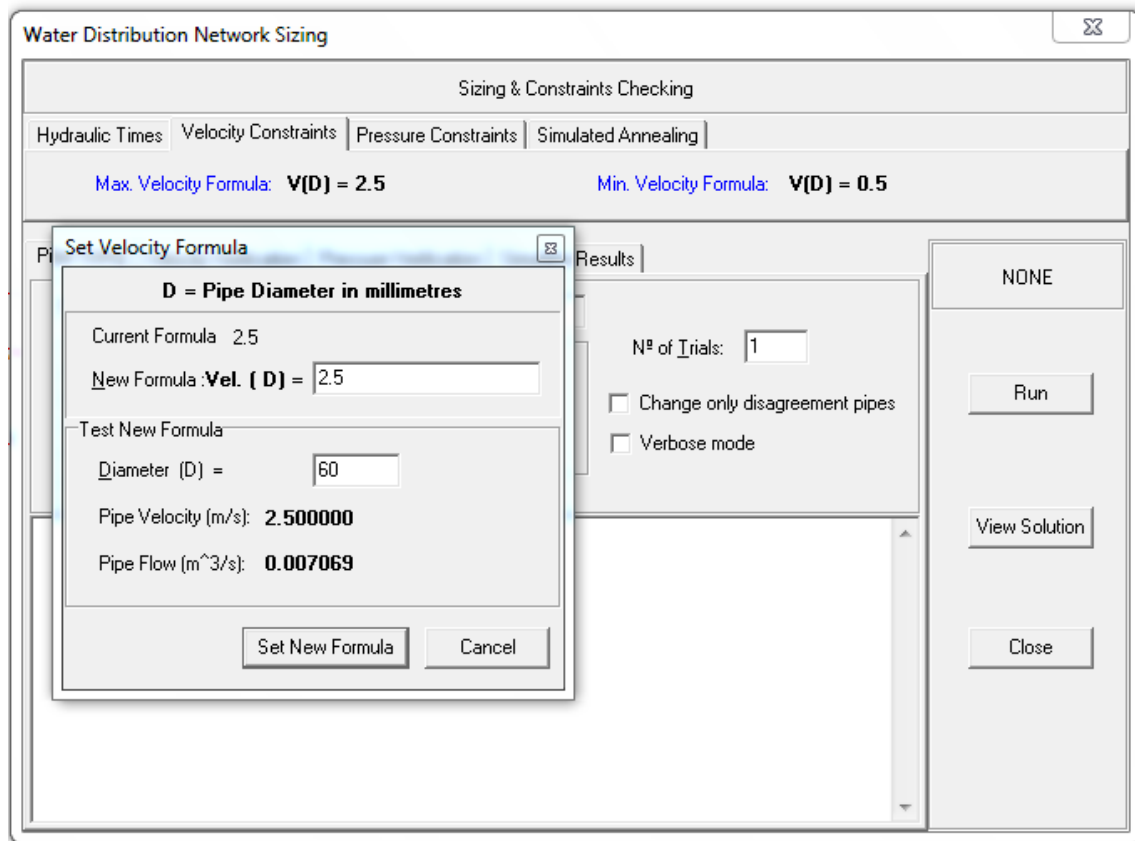 Water Distribution Network Sizing
Sizing & Constraints Checking
Hydraulic Times Velocity Constraints Pressure Constraints Simulated Annealing
Max. Velocity Formula: V(D) = 2.5 Min. Velocity Formula: V(D) = 0.5
Set Velocity Formula
Results
NONE
D = Pipe Diameter in millimetres
Current Formula 2.5
New Formula :Vel. ( D) = 2.5
Nº of Trials: 1
Run
Change only disagreement pipes
Test New Formula
Verbose mode
Diameter (D) = 60
Pipe Velocity (m/s): 2.500000
View Solution
Pipe Flow (m^3/s): 0.007069
Set New Formula Cancel
Close